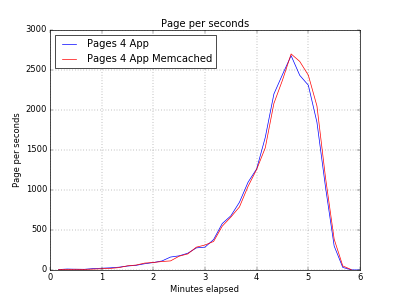 Page per seconds
Pages 4 App
Pages 4 App Memcached
3000
2500
2000
1500
1000
500
0
Page per seconds
0 1 2 3 4 5 6
Minutes elapsed